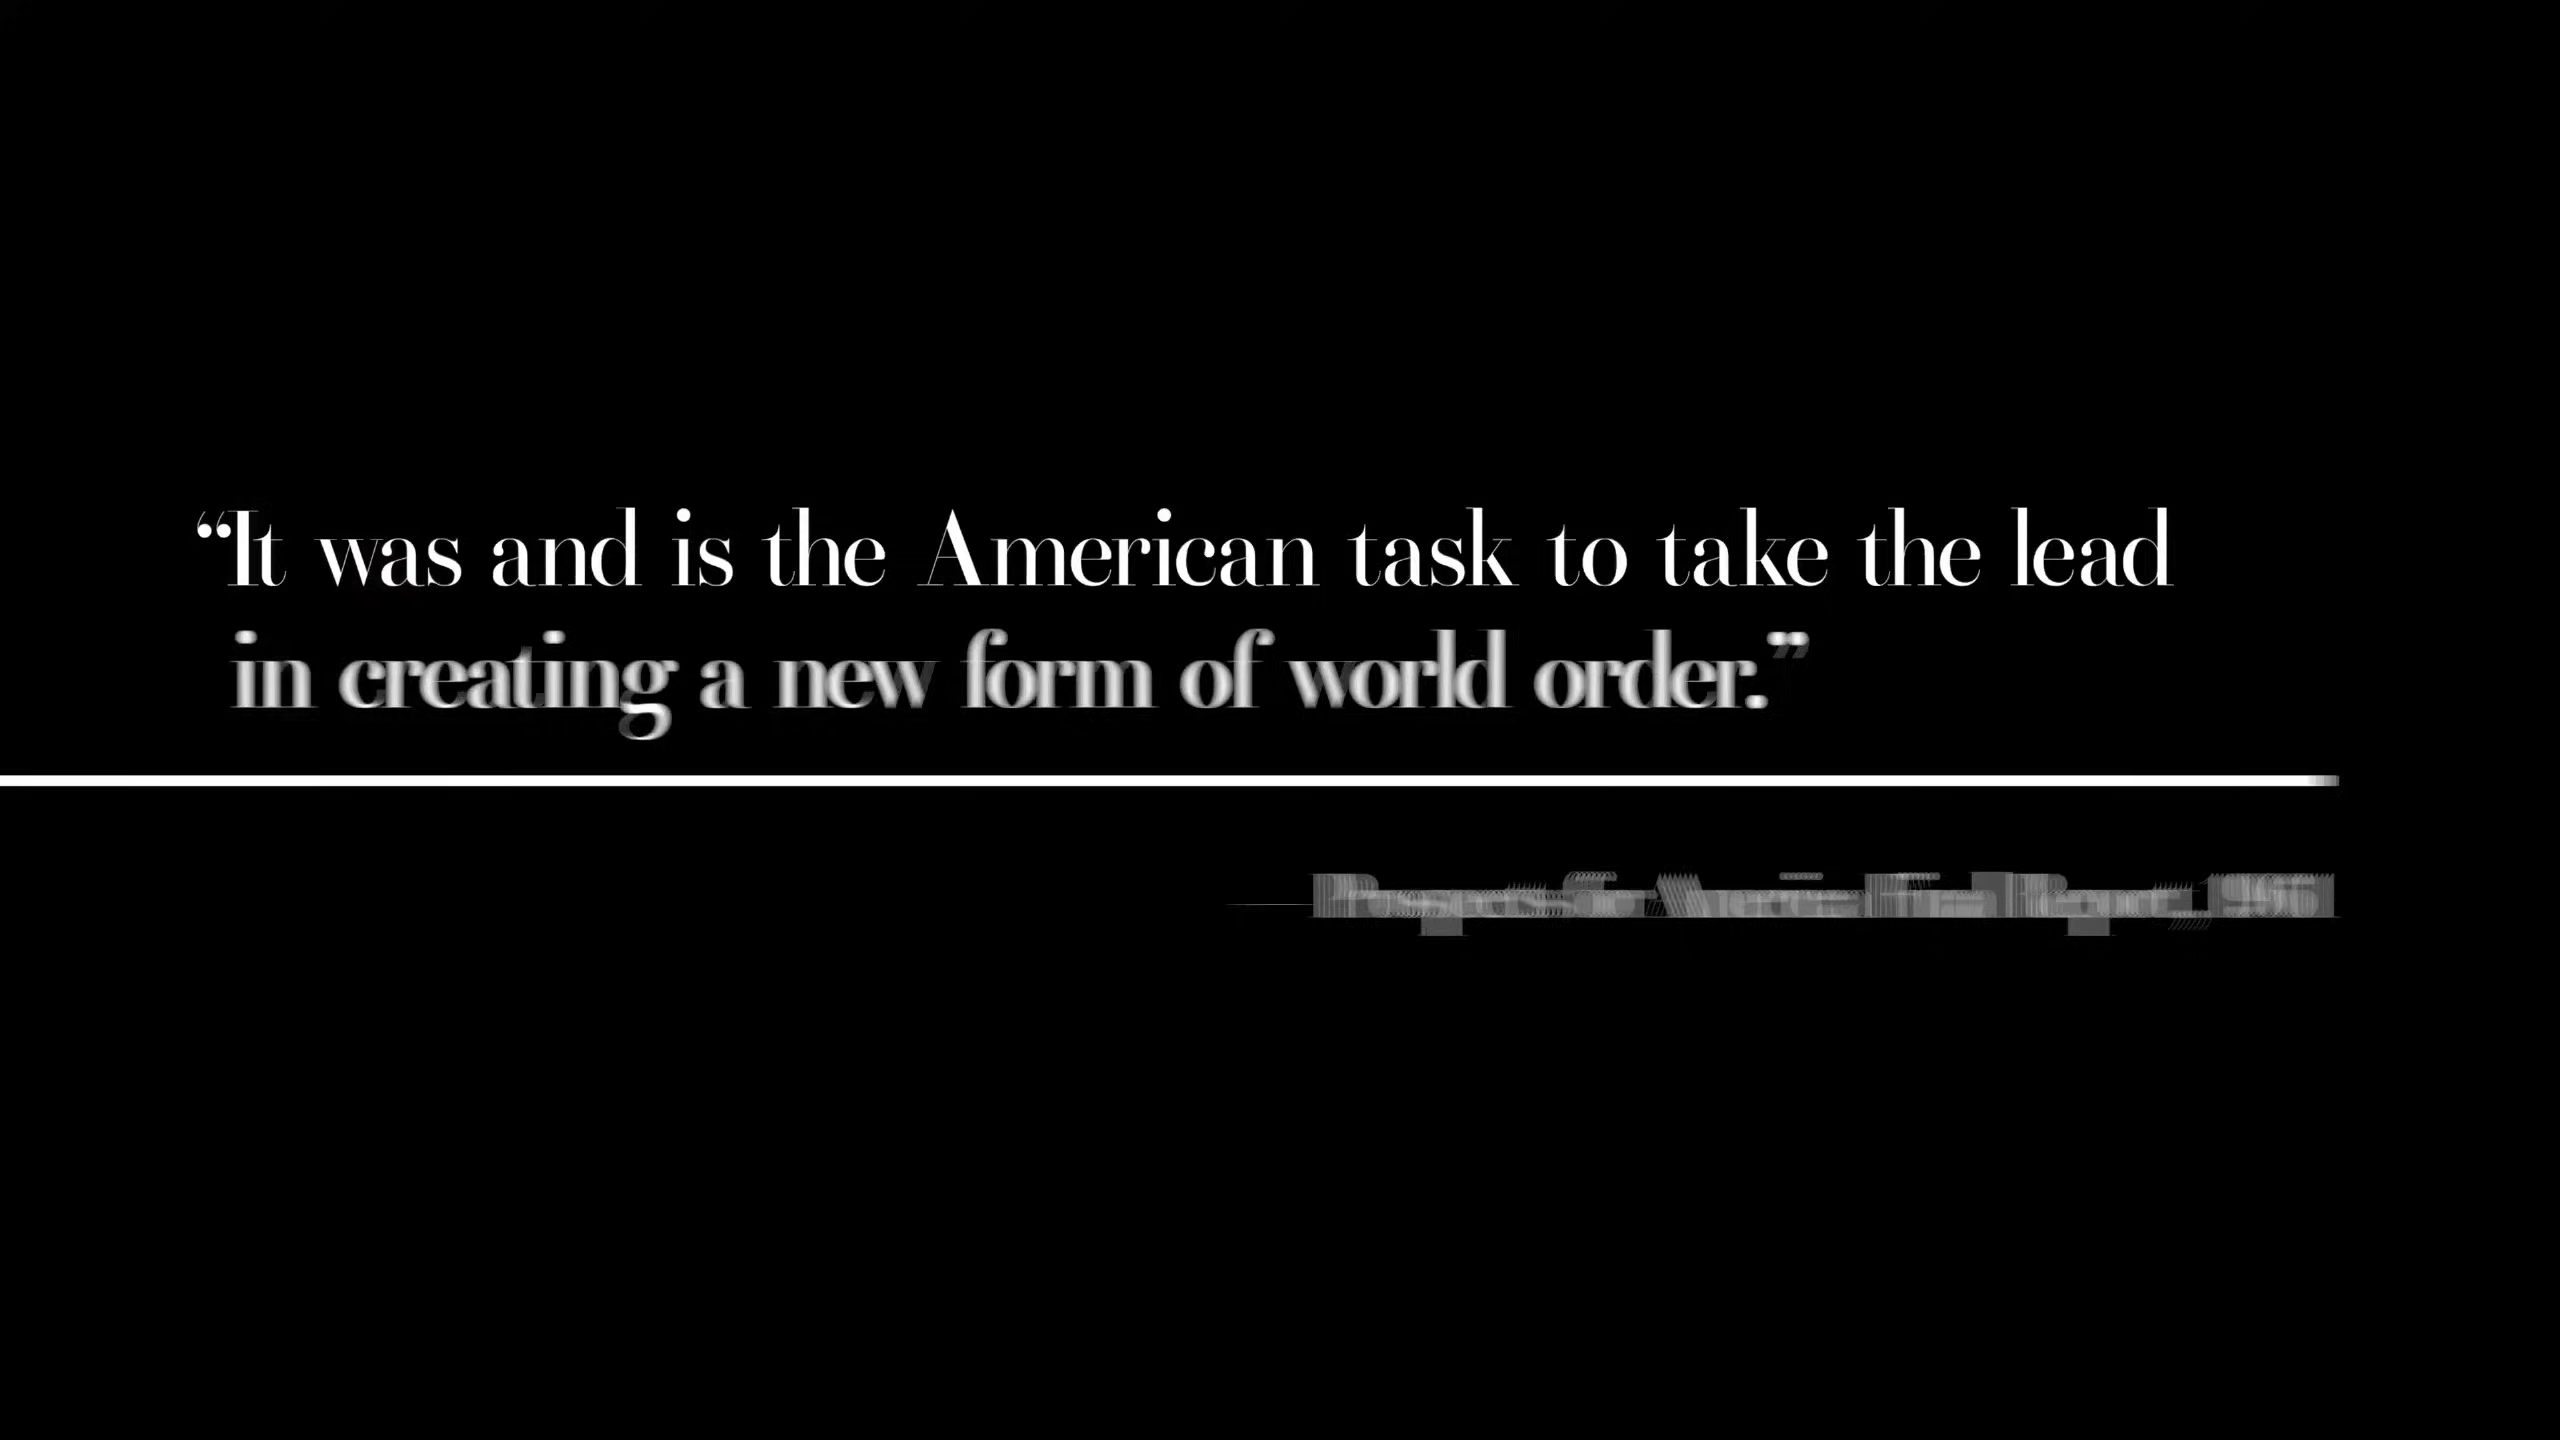 “It was and is the American task to take the lead
in creating a new form of world order.”